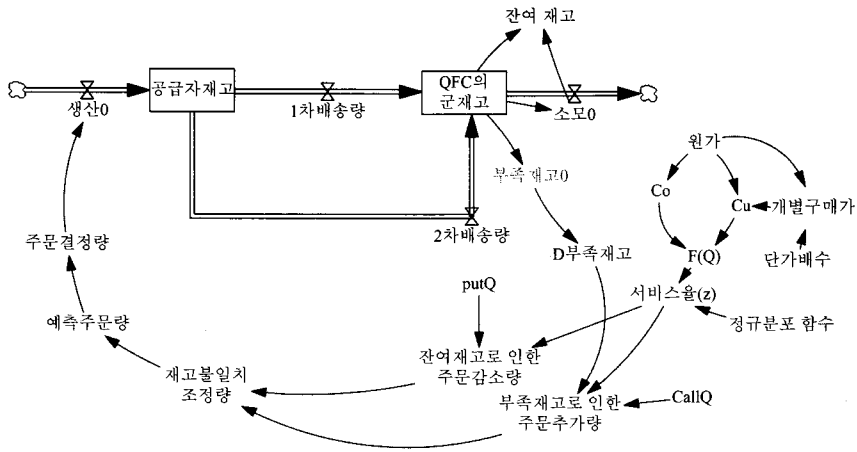 잔여 재고
공급자재고
QFC의
군재고
생산0
1차배송량
소모0
원가
부족재고0
Co
Cu
개별구매가
2차배송량
주문결정량
D부족재고
F(Q)
단가배수
putQ
서비스율(z)
예측주문량
정규분포 함수
잔여재고로 인한
주문감소량
재고불일치
조정량
부족재고로 인한
주문추가량
CallQ